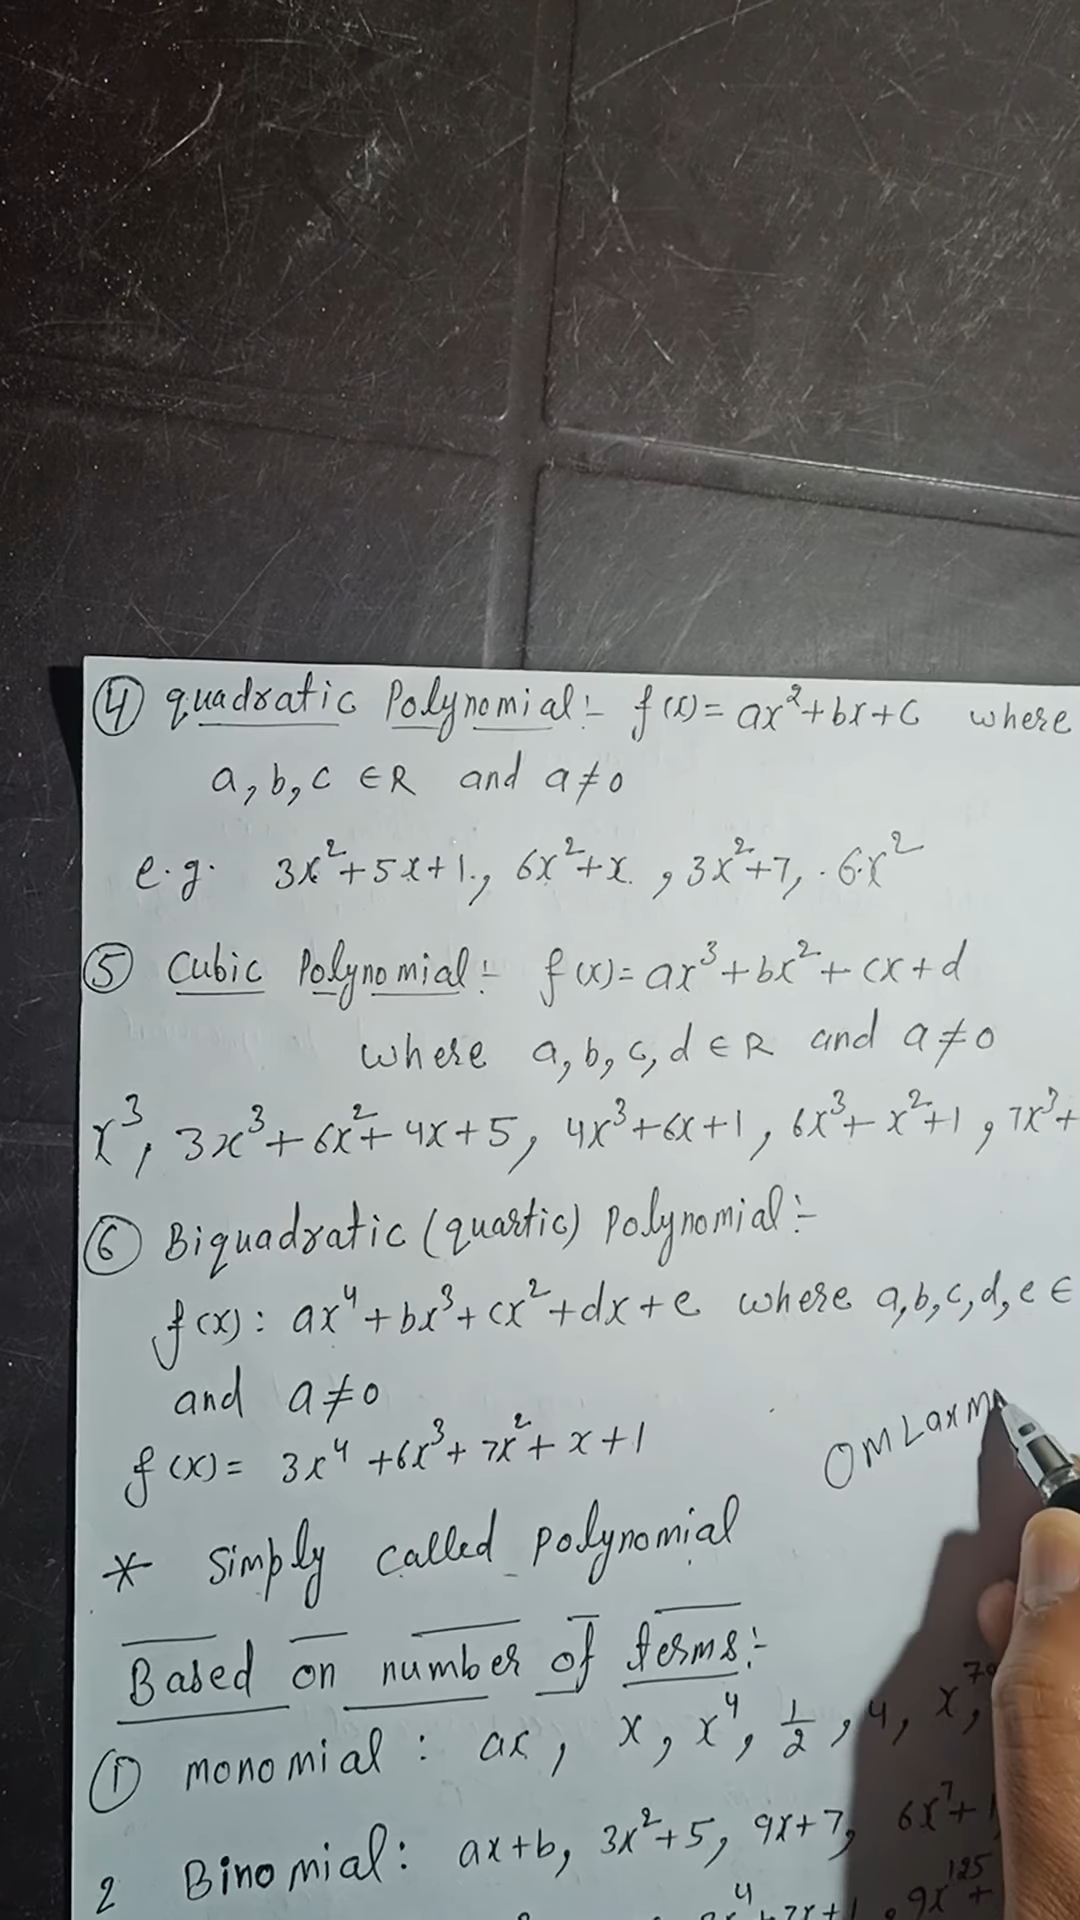 ④ quadratic Polynomial:- f(x) = ax²+bx+c where
a, b, c ∈R and a≠0
e.g. 3x²+5x+1., 6x²+x. , 3x²+7, . 6x²
⑤ Cubic Polynomial:- f(x)= ax³+bx²+cx+d
where a, b, c, d ∈ R and a≠0
x³, 3x³+6x²+4x+5, 4x³+6x+1, 6x³+x²+1, 7x³+
⑥ Biquadratic (quartic) Polynomial:-
f(x): ax⁴+bx³+cx²+dx+e where a,b,c,d,e ∈
and a≠0
f(x)= 3x⁴+6x³+7x²+x+1
OM Laxm
* Simply called polynomial
Based on number of terms:-
① monomial : ax, x, x⁴, 1/2, 4, x
2 Binomial: ax+b, 3x²+5, 9x+7, 6x⁷+
+7x+1, 9x¹²⁵+